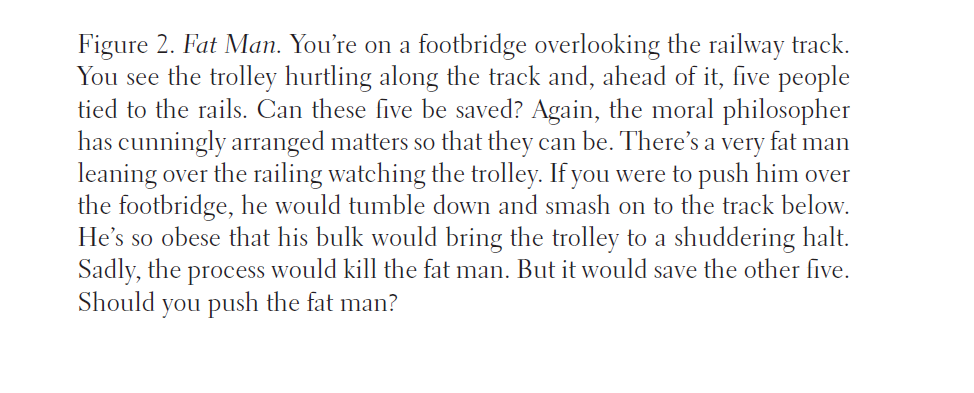 Figure 2. Fat Man. You’re on a footbridge overlooking the railway track.
You see the trolley hurtling along the track and, ahead of it, five people
tied to the rails. Can these five be saved? Again, the moral philosopher
has cunningly arranged matters so that they can be. There’s a very fat man
leaning over the railing watching the trolley. If you were to push him over
the footbridge, he would tumble down and smash on to the track below.
He’s so obese that his bulk would bring the trolley to a shuddering halt.
Sadly, the process would kill the fat man. But it would save the other five.
Should you push the fat man?